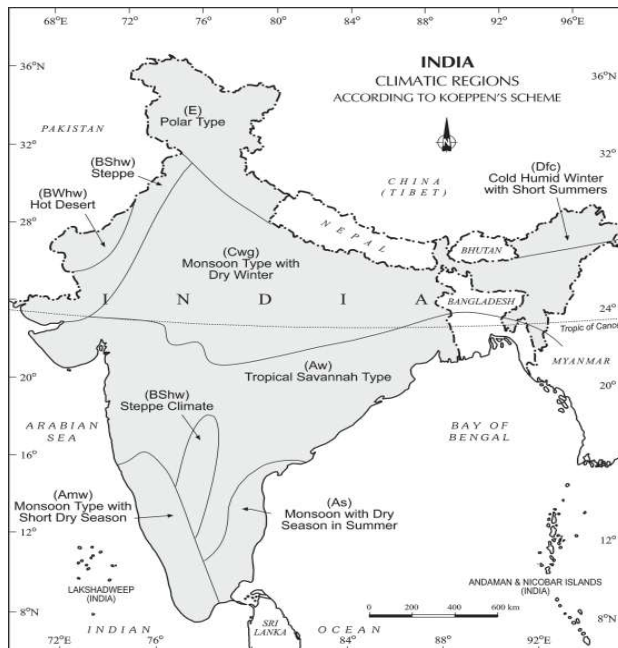 68°E 72° 76° 80° 84° 88° 92° 96°E
INDIA
CLIMATIC REGIONS
ACCORDING TO KOEPPEN'S SCHEME
36°N
36°N
N
(E)
Polar Type
PAKISTAN
32°
32°
(BShw)
Steppe
(Dfc)
Cold Humid Winter
with Short Summers
CHINA
(TIBET)
(BWhw)
Hot Desert
28°
28°
NEPAL
BHUTAN
(Cwg)
Monsoon Type with
Dry Winter
INDIA
BANGLADESH
24°
24°
Tropic of Cancer
MYANMAR
(Aw)
Tropical Savannah Type
20°
20°
(BShw)
Steppe Climate
ARABIAN
SEA
BAY OF
BENGAL
16°
16°
(Amw)
Monsoon Type with
Short Dry Season
(As)
Monsoon with Dry
Season in Summer
12°
12°
LAKSHADWEEP
(INDIA)
ANDAMAN & NICOBAR ISLANDS
(INDIA)
8°N
8°N
0 200 400 600 km
SRI
LANKA
INDIAN OCEAN
72°E 76° 80° 84° 88° 92°E